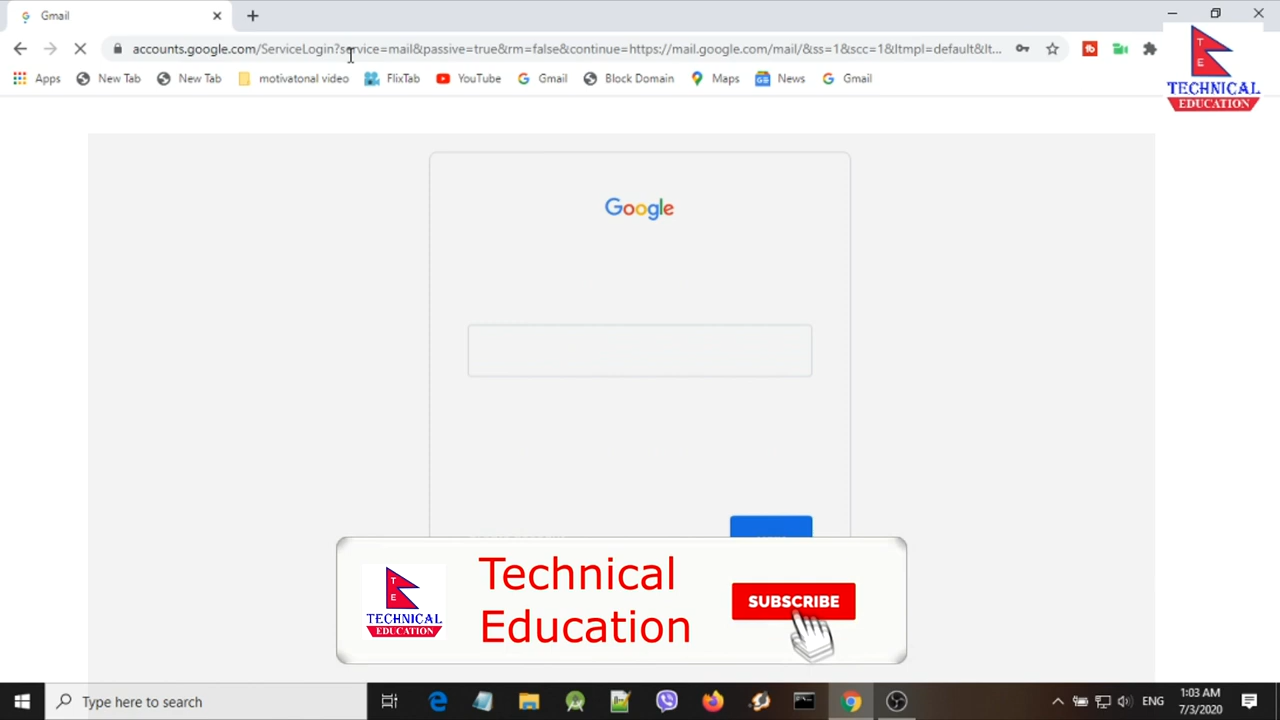 Gmail
accounts.google.com/ServiceLogin?service=mail&passive=true&rm=false&continue=https://mail.google.com/mail/&ss=1&scc=1&ltmpl=default&lt...
Apps
New Tab
New Tab
motivatonal video
FlixTab
YouTube
Gmail
Block Domain
Maps
News
Gmail
T
E
TECHNICAL
EDUCATION
Google
T
E
TECHNICAL
EDUCATION
Technical
Education
SUBSCRIBE
Type here to search
ENG
1:03 AM
7/3/2020